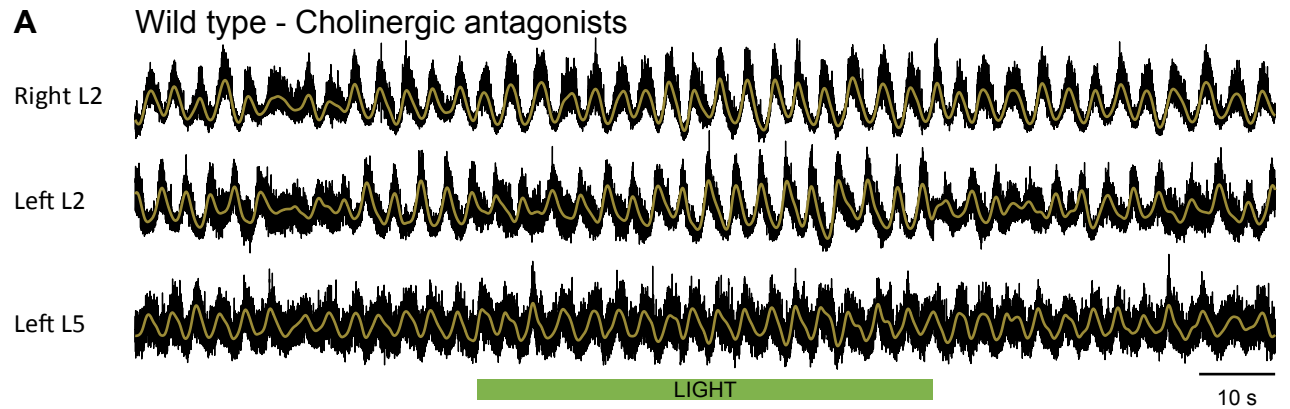 A Wild type - Cholinergic antagonists
Right L2
Left L2
Left L5
LIGHT
10 s